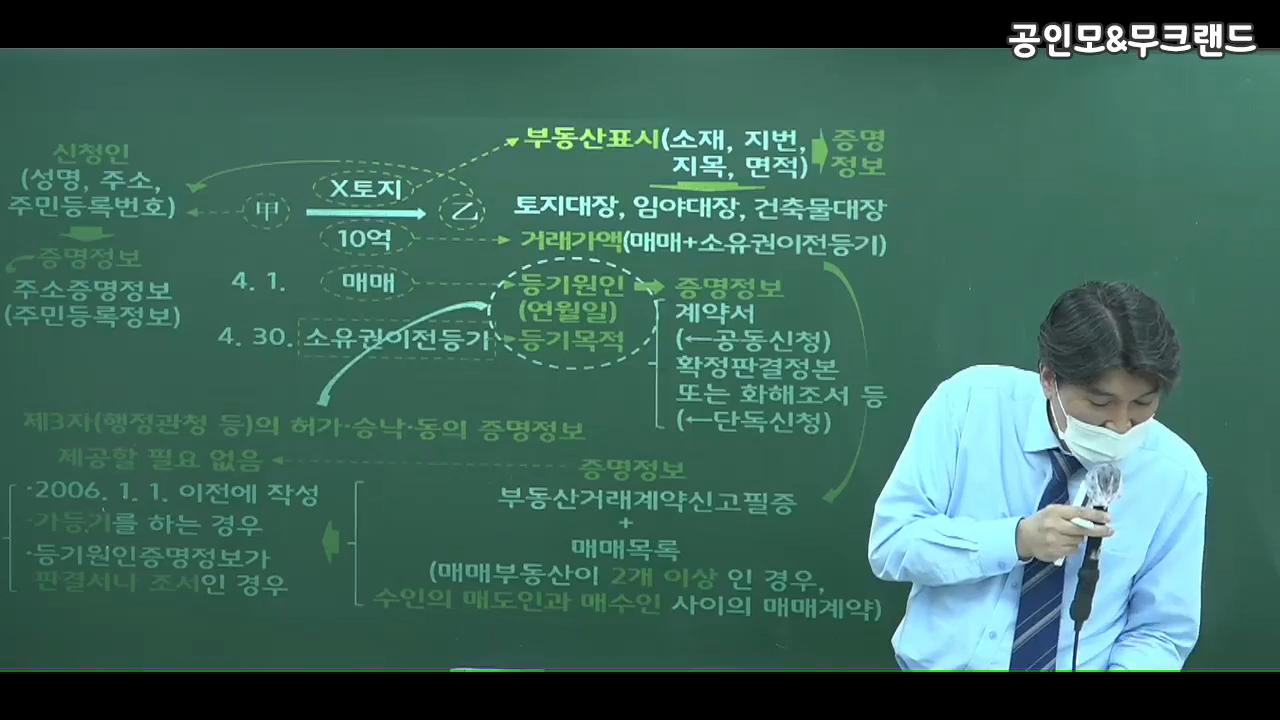 공인모&무크랜드
부동산표시(소재, 지번,
지목, 면적)
증명
정보
신청인
(성명, 주소,
주민등록번호)
X토지
甲
乙
토지대장, 임야대장, 건축물대장
10억
거래가액(매매+소유권이전등기)
증명정보
주소증명정보
(주민등록정보)
4. 1.
매매
등기원인
(연월일)
증명정보
계약서
(←공동신청)
4. 30.
소유권이전등기
등기목적
확정판결정본
또는 화해조서 등
(←단독신청)
제3자(행정관청 등)의 허가·승낙·동의 증명정보
제공할 필요 없음
증명정보
·2006. 1. 1. 이전에 작성
·가등기를 하는 경우
·등기원인증명정보가
판결서나 조서인 경우
부동산거래계약신고필증
+
매매목록
(매매부동산이 2개 이상 인 경우,
수인의 매도인과 매수인 사이의 매매계약)